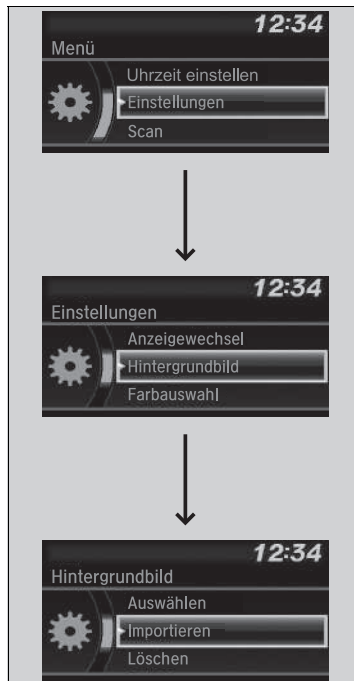 12:34
Menü
Uhrzeit einstellen
Einstellungen
Scan
12:34
Einstellungen
Anzeigewechsel
Hintergrundbild
Farbauswahl
12:34
Hintergrundbild
Auswählen
Importieren
Löschen